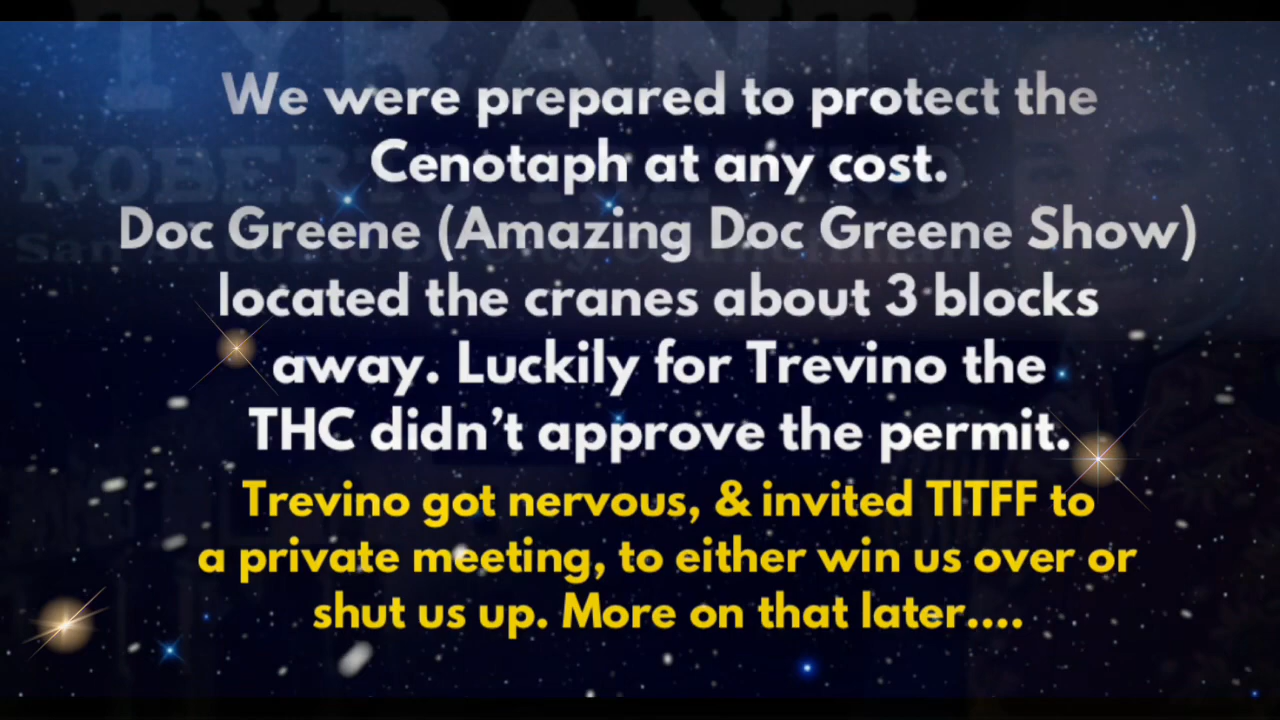 TYRANT
We were prepared to protect the
Cenotaph at any cost.
Doc Greene (Amazing Doc Greene Show)
located the cranes about 3 blocks
away. Luckily for Trevino the
THC didn't approve the permit.
Trevino got nervous, & invited TITFF to
a private meeting, to either win us over or
shut us up. More on that later....